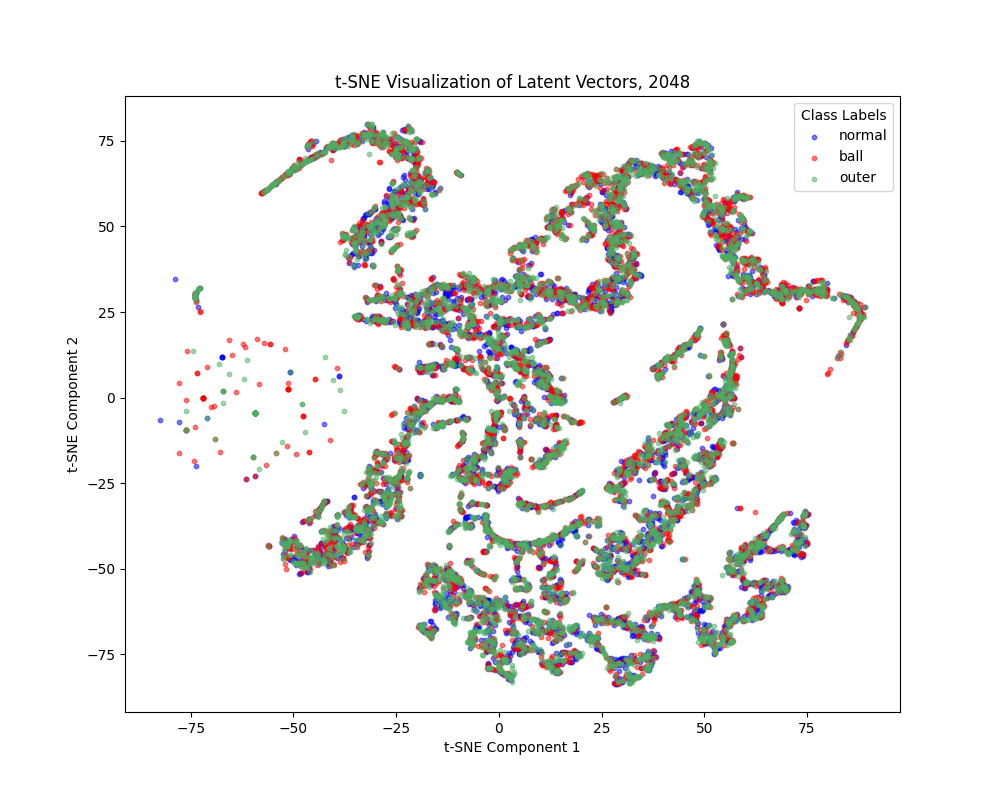 t-SNE Visualization of Latent Vectors, 2048
Class Labels
normal
ball
outer
75
50
25
0
−25
−50
−75
t-SNE Component 2
−75
−50
−25
0
25
50
75
t-SNE Component 1